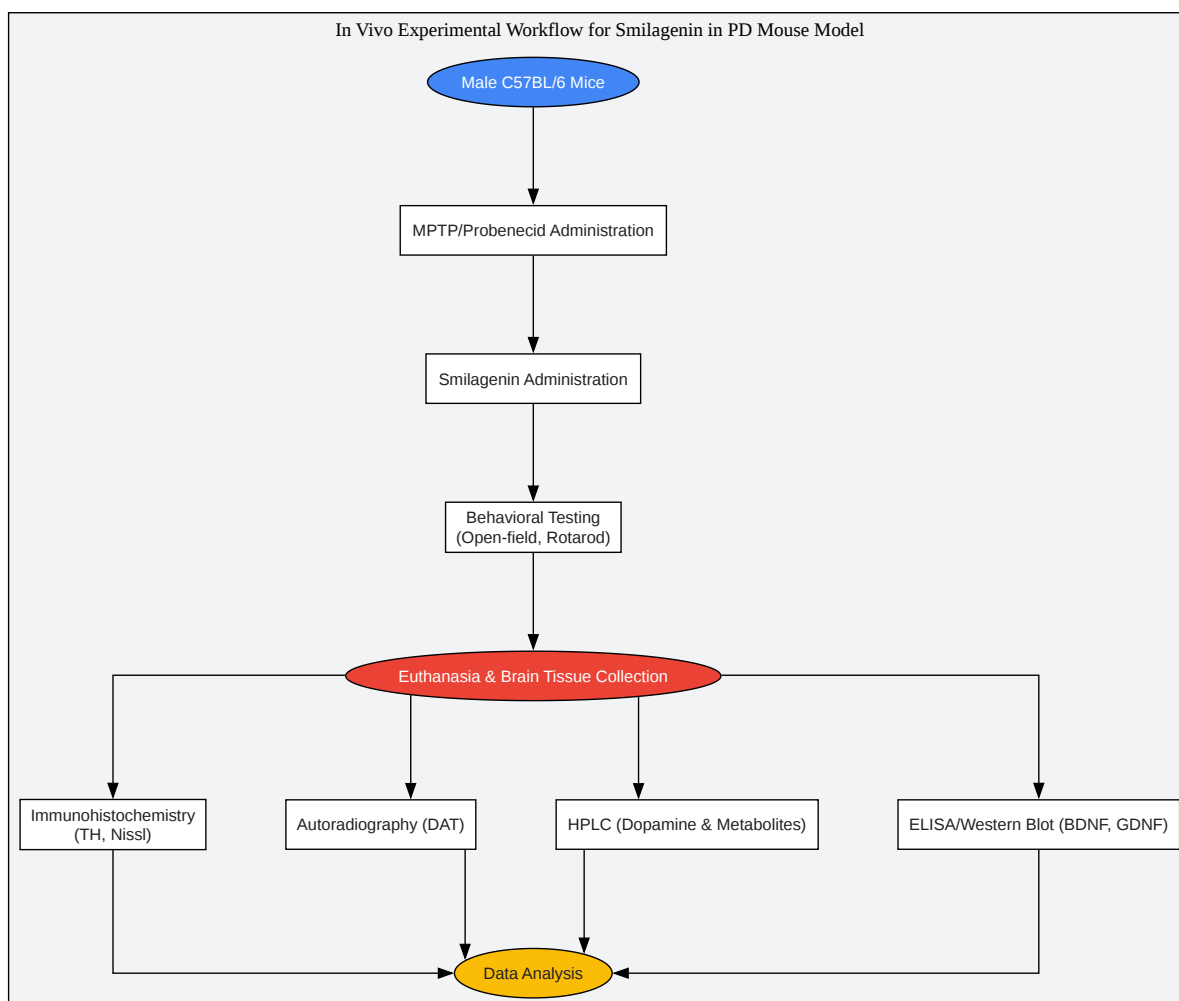 In Vivo Experimental Workflow for Smilagenin in PD Mouse Model
Male C57BL/6 Mice
MPTP/Probenecid Administration
Smilagenin Administration
Behavioral Testing
(Open-field, Rotarod)
Euthanasia & Brain Tissue Collection
Immunohistochemistry
(TH, Nissl)
Autoradiography (DAT)
HPLC (Dopamine & Metabolites)
ELISA/Western Blot (BDNF, GDNF)
Data Analysis